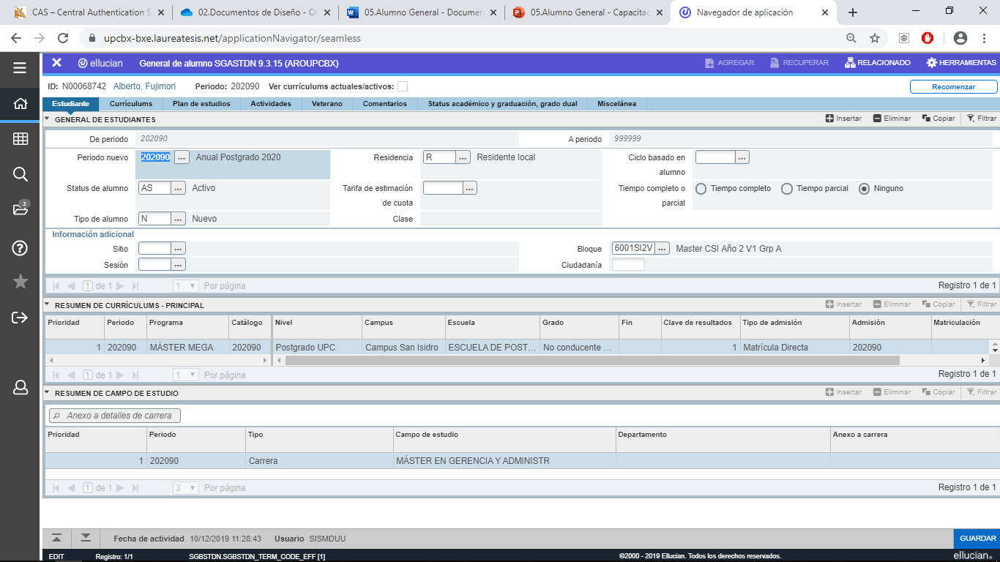 CAS – Central Authentication S
02.Documentos de Diseño - On
05.Alumno General - Document
05.Alumno General - Capacitac
Navegador de aplicación
upcbx-bxe.laureatesis.net/applicationNavigator/seamless
ellucian General de alumno SGASTDN 9.3.15 (AROUPCBX) AGREGAR RECUPERAR RELACIONADO HERRAMIENTAS
ID: N00068742 Alberto, Fujimori Periodo: 202090 Ver currículums actuales/activos: Recomenzar
Estudiante Currículums Plan de estudios Actividades Veterano Comentarios Status académico y graduación, grado dual Miscelánea
GENERAL DE ESTUDIANTES Insertar Eliminar Copiar Filtrar
De periodo 202090 A periodo 999999
Periodo nuevo 202090 ... Anual Postgrado 2020 Residencia R ... Residente local Ciclo basado en alumno ...
Status de alumno AS ... Activo Tarifa de estimación de cuota ... Tiempo completo o parcial Tiempo completo Tiempo parcial Ninguno
Tipo de alumno N ... Nuevo Clase
Información adicional
Sitio ... Bloque 6001SI2V ... Master CSI Año 2 V1 Grp A
Sesión ... Ciudadanía
1 de 1 1 Por página Registro 1 de 1
RESUMEN DE CURRÍCULUMS - PRINCIPAL Insertar Eliminar Copiar Filtrar
Prioridad Periodo Programa Catálogo Nivel Campus Escuela Grado Fin Clave de resultados Tipo de admisión Admisión Matriculación
1 202090 MÁSTER MEGA 202090 Postgrado UPC Campus San Isidro ESCUELA DE POST... No conducente ... 1 Matrícula Directa 202090
1 de 1 1 Por página Registro 1 de 1
RESUMEN DE CAMPO DE ESTUDIO Insertar Eliminar Copiar Filtrar
Anexo a detalles de carrera
Prioridad Periodo Tipo Campo de estudio Departamento Anexo a carrera
1 202090 Carrera MÁSTER EN GERENCIA Y ADMINISTR
1 de 1 3 Por página Registro 1 de 1
Fecha de actividad 10/12/2019 11:28:43 Usuario SISMDUU GUARDAR
EDIT Registro: 1/1 SGBSTDN.SGBSTDN_TERM_CODE_EFF [1] ©2000 - 2019 Ellucian. Todos los derechos reservados. ellucian.
2